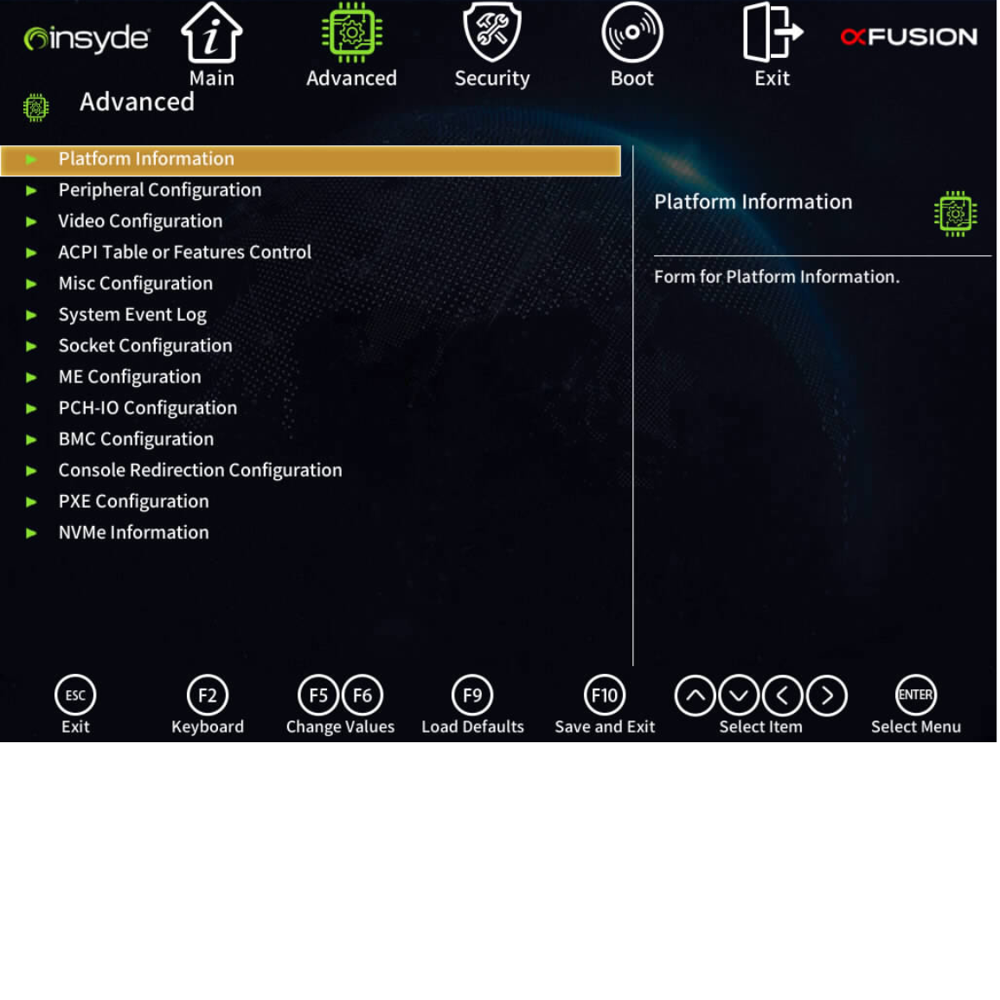 insyde
Main
Advanced
Security
Boot
Exit
xFUSION
Advanced
Platform Information
Peripheral Configuration
Video Configuration
ACPI Table or Features Control
Misc Configuration
System Event Log
Socket Configuration
ME Configuration
PCH-IO Configuration
BMC Configuration
Console Redirection Configuration
PXE Configuration
NVMe Information
Platform Information
Form for Platform Information.
ESC
Exit
F2
Keyboard
F5 F6
Change Values
F9
Load Defaults
F10
Save and Exit
Select Item
ENTER
Select Menu